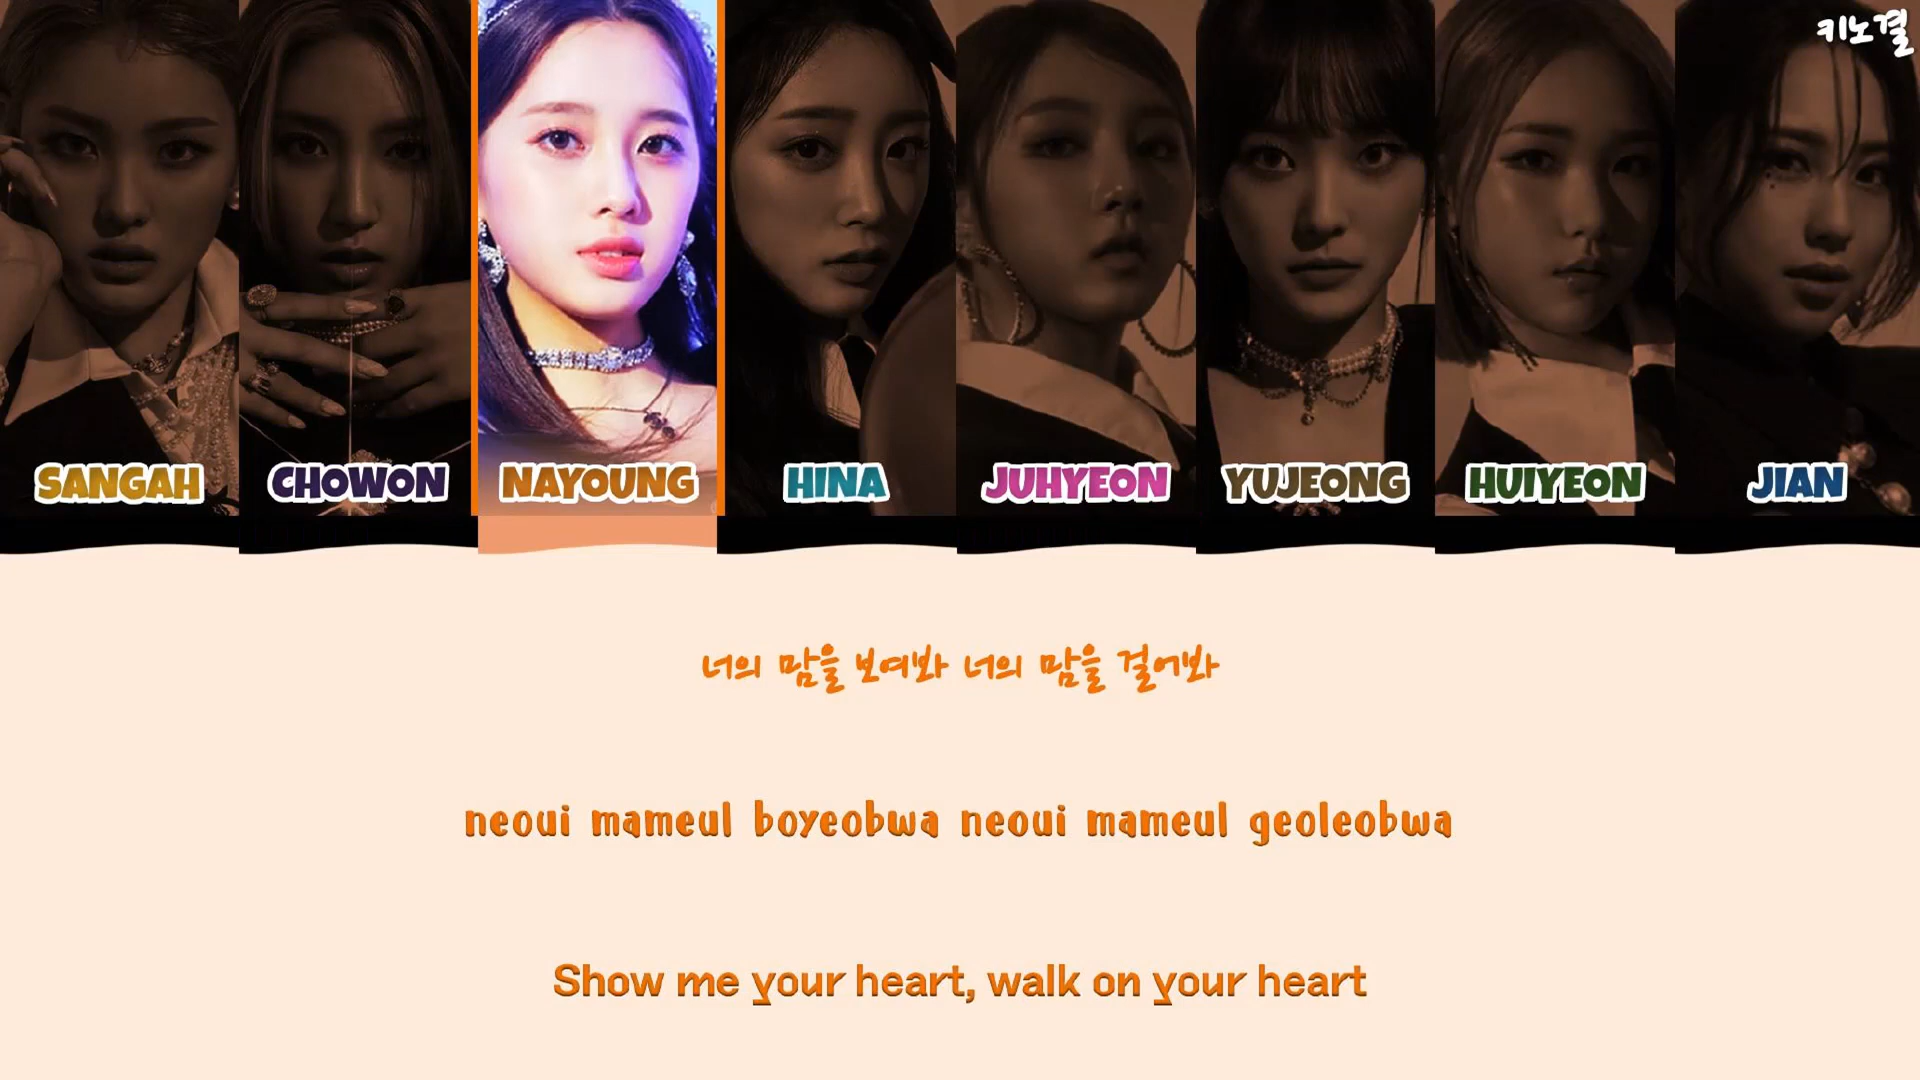 키노결
SANGAH CHOWON NAYOUNG HINA JUHYEON YUJEONG HUIYEON JIAN
너의 맘을 보여봐 너의 맘을 걸어봐
neoui mameul boyeobwa neoui mameul geoleobwa
Show me your heart, walk on your heart